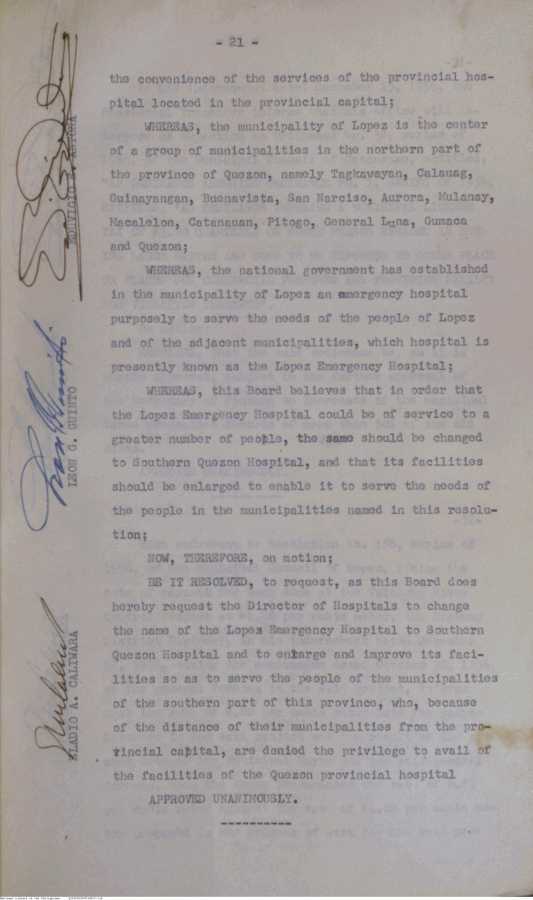 - 21 -
the convenience of the services of the provincial hos-
pital located in the provincial capital;
WHEREAS, the municipality of Lopez is the center
of a group of municipalities in the northern part of
the province of Quezon, namely Tagkawayan, Calauag,
Guinayangan, Buenavista, San Narciso, Aurora, Mulanay,
Macalelon, Catanauan, Pitogo, General Luna, Gumaca
and Quezon;
WHEREAS, the national government has established
in the municipality of Lopez an emergency hospital
purposely to serve the needs of the people of Lopez
and of the adjacent municipalities, which hospital is
presently known as the Lopez Emergency Hospital;
WHEREAS, this Board believes that in order that
the Lopez Emergency Hospital could be of service to a
greater number of people, the same should be changed
to Southern Quezon Hospital, and that its facilities
should be enlarged to enable it to serve the needs of
the people in the municipalities named in this resolu-
tion;
NOW, THEREFORE, on motion;
BE IT RESOLVED, to request, as this Board does
hereby request the Director of Hospitals to change
the name of the Lopez Emergency Hospital to Southern
Quezon Hospital and to enlarge and improve its faci-
lities so as to serve the people of the municipalities
of the southern part of this province, who, because
of the distance of their municipalities from the pro-
vincial capital, are denied the privilege to avail of
the facilities of the Quezon provincial hospital
APPROVED UNANIMOUSLY.
----------
LEON G. GUINTO
ELADIO A. CALIWARA